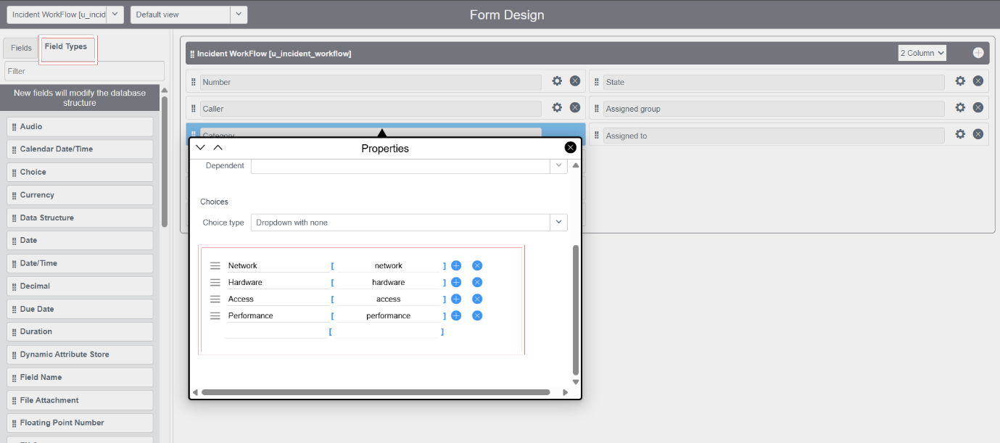 Incident WorkFlow [u_incid
Default view
Form Design
Fields
Field Types
Filter
New fields will modify the database
structure
Audio
Calendar Date/Time
Choice
Currency
Data Structure
Date
Date/Time
Decimal
Due Date
Duration
Dynamic Attribute Store
Field Name
File Attachment
Floating Point Number
Incident WorkFlow [u_incident_workflow]
2 Column
Number
State
Caller
Assigned group
Category
Assigned to
Properties
Dependent
Choices
Choice type
Dropdown with none
Network [ network ]
Hardware [ hardware ]
Access [ access ]
Performance [ performance ]
[ ]